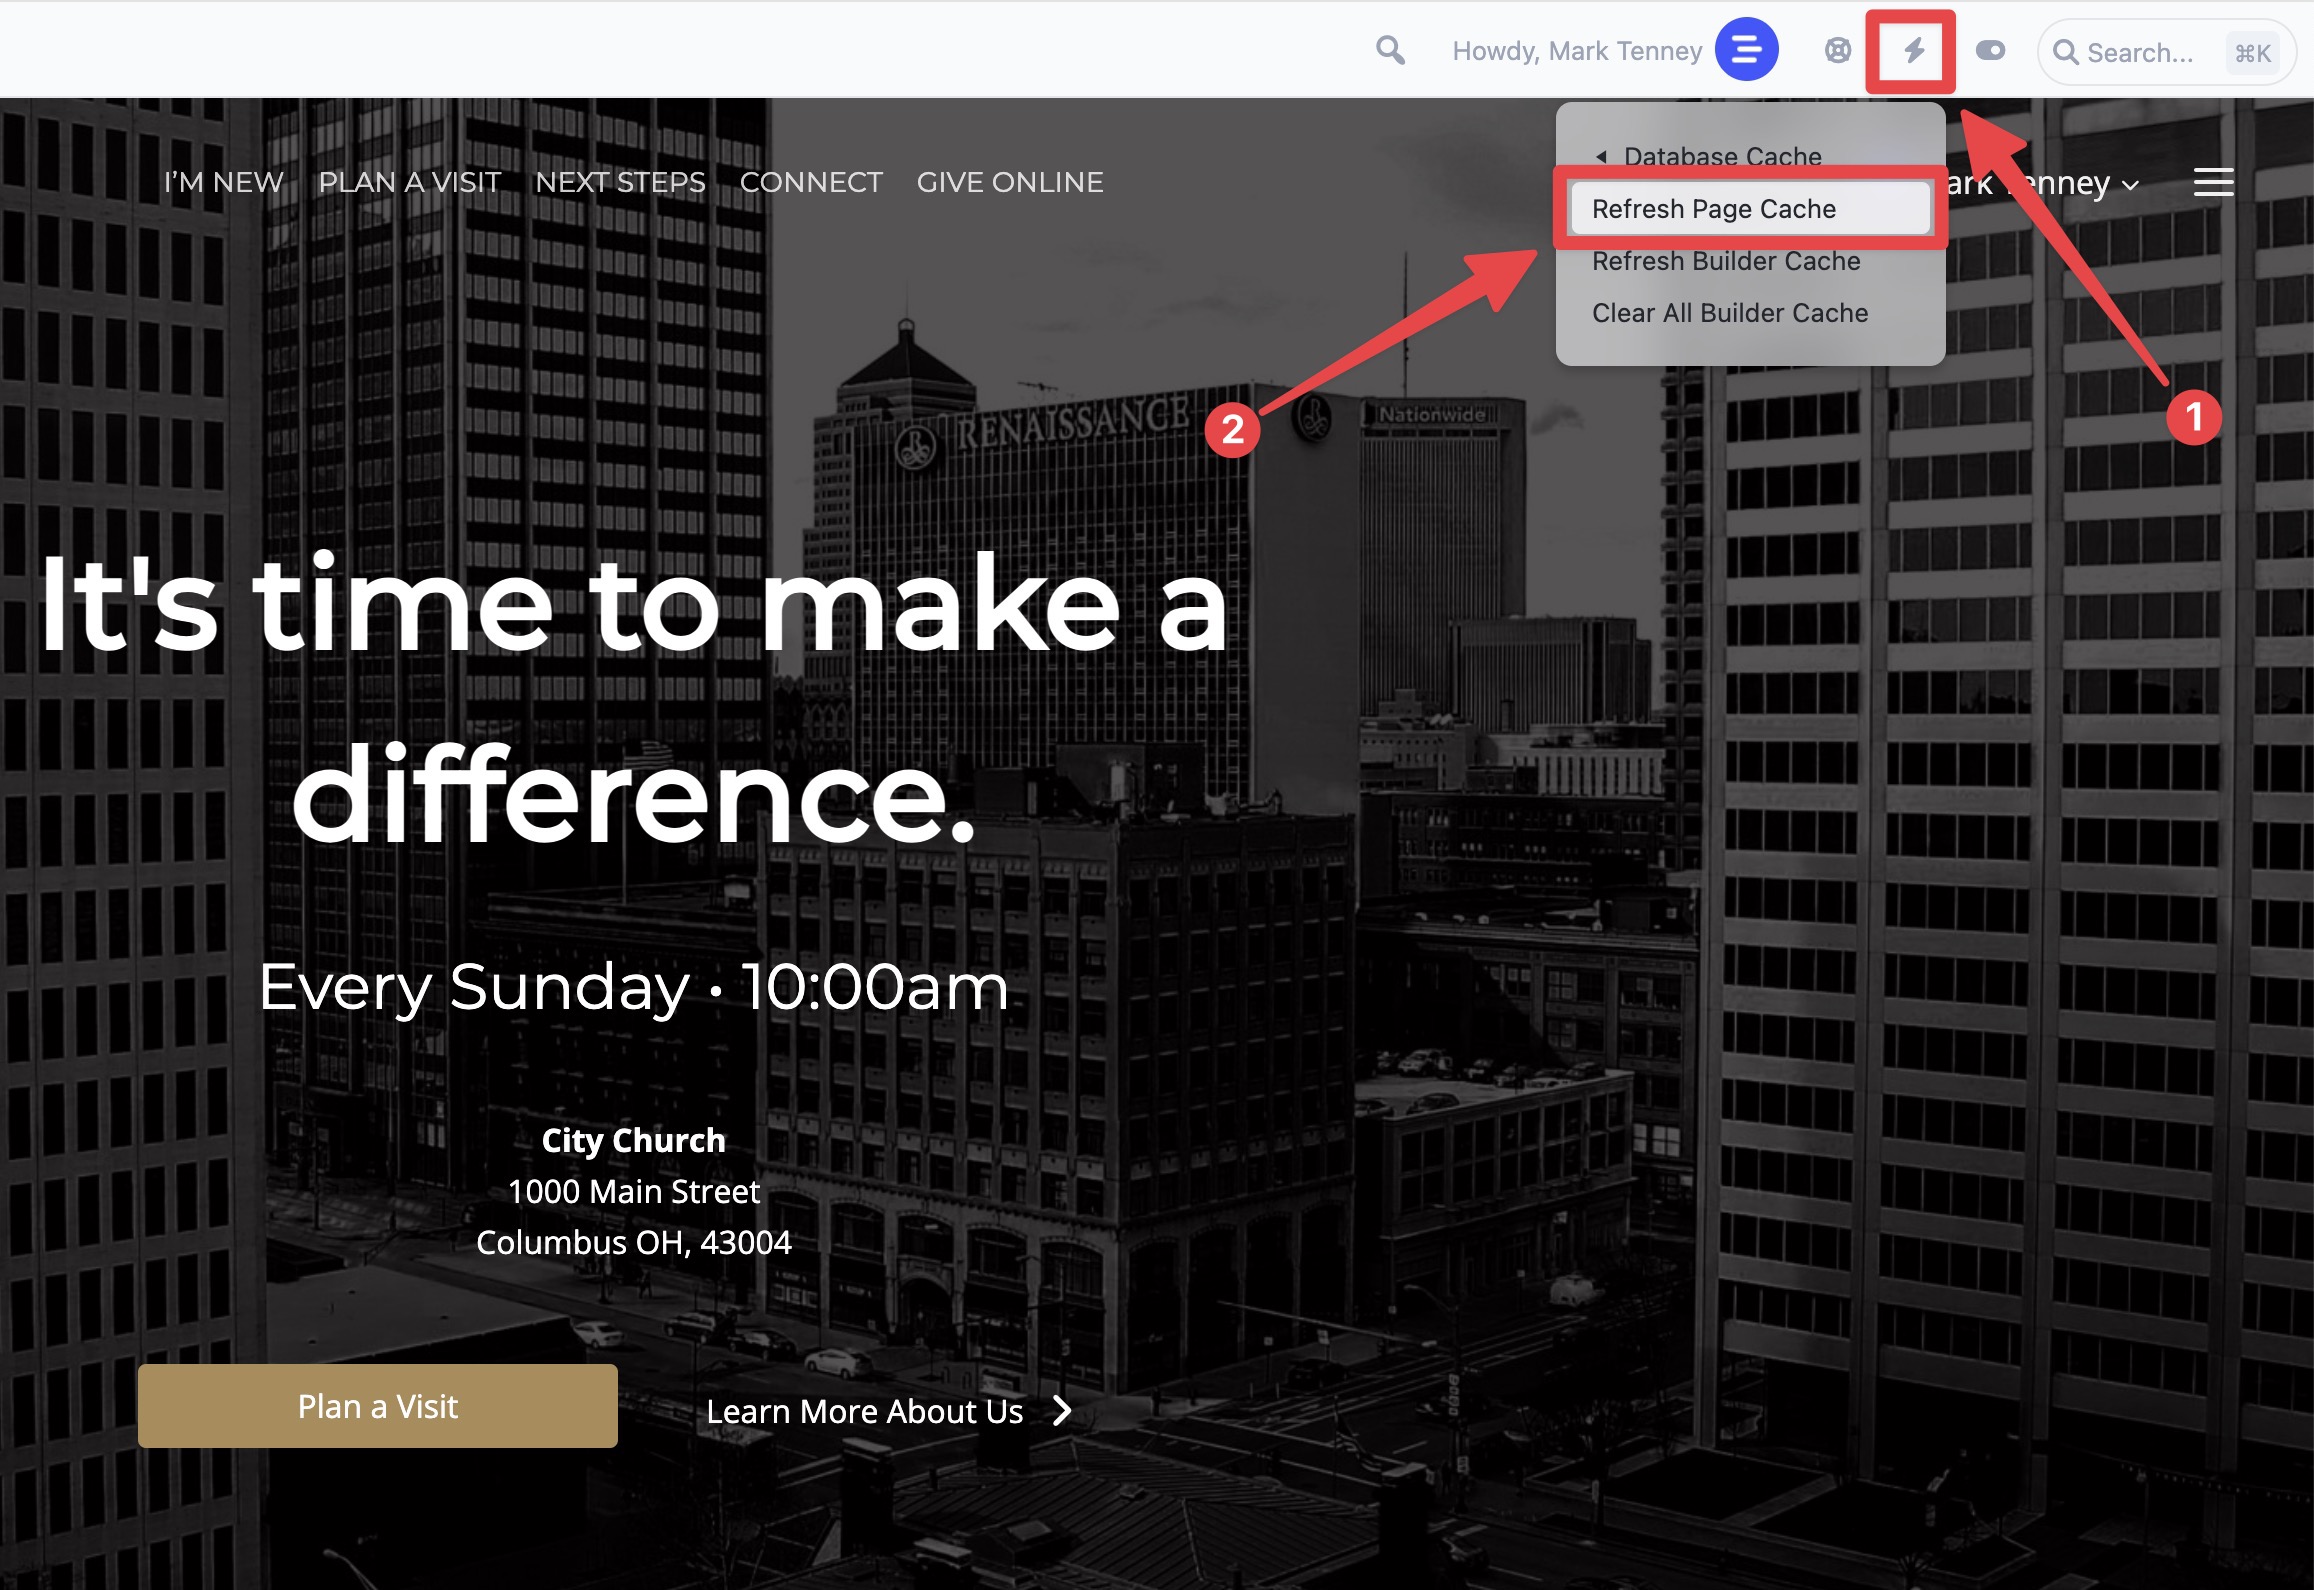 Howdy, Mark Tenney
Search...
⌘K
I'M NEW
PLAN A VISIT
NEXT STEPS
CONNECT
GIVE ONLINE
ark Tenney
Database Cache
Refresh Page Cache
Refresh Builder Cache
Clear All Builder Cache
1
2
RENAISSANCE
Nationwide
It's time to make a
difference.
Every Sunday • 10:00am
City Church
1000 Main Street
Columbus OH, 43004
Plan a Visit
Learn More About Us